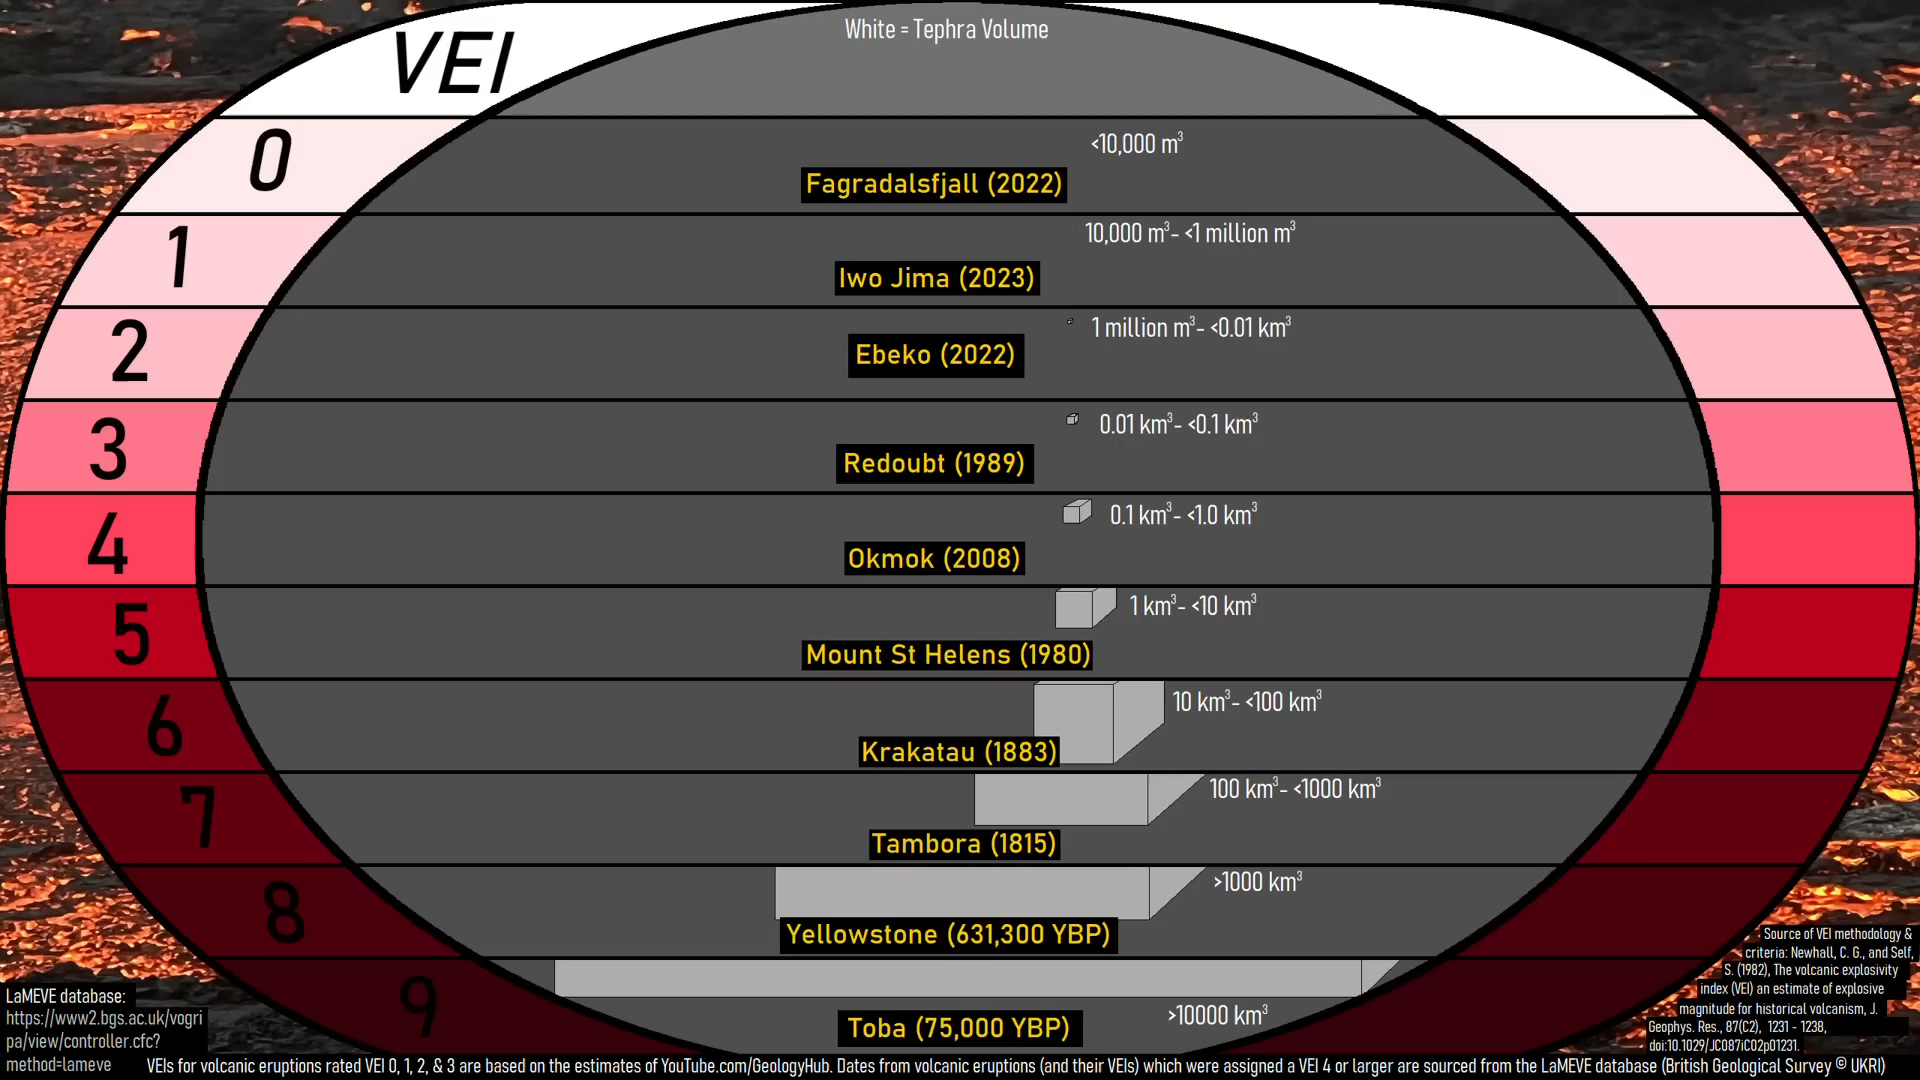 White = Tephra Volume
VEI
0
<10,000 m³
Fagradalsfjall (2022)
1
10,000 m³- <1 million m³
Iwo Jima (2023)
2
1 million m³- <0.01 km³
Ebeko (2022)
3
0.01 km³- <0.1 km³
Redoubt (1989)
4
0.1 km³- <1.0 km³
Okmok (2008)
5
1 km³- <10 km³
Mount St Helens (1980)
6
10 km³- <100 km³
Krakatau (1883)
7
100 km³- <1000 km³
Tambora (1815)
8
>1000 km³
Yellowstone (631,300 YBP)
9
>10000 km³
Toba (75,000 YBP)
Source of VEI methodology &
criteria: Newhall, C. G., and Self,
S. (1982), The volcanic explosivity
index (VEI) an estimate of explosive
magnitude for historical volcanism, J.
Geophys. Res., 87(C2), 1231 - 1238,
doi:10.1029/JC087iC02p01231.
LaMEVE database:
https://www2.bgs.ac.uk/vogri
pa/view/controller.cfc?
method=lameve
VEIs for volcanic eruptions rated VEI 0, 1, 2, & 3 are based on the estimates of YouTube.com/GeologyHub. Dates from volcanic eruptions (and their VEIs) which were assigned a VEI 4 or larger are sourced from the LaMEVE database (British Geological Survey © UKRI)